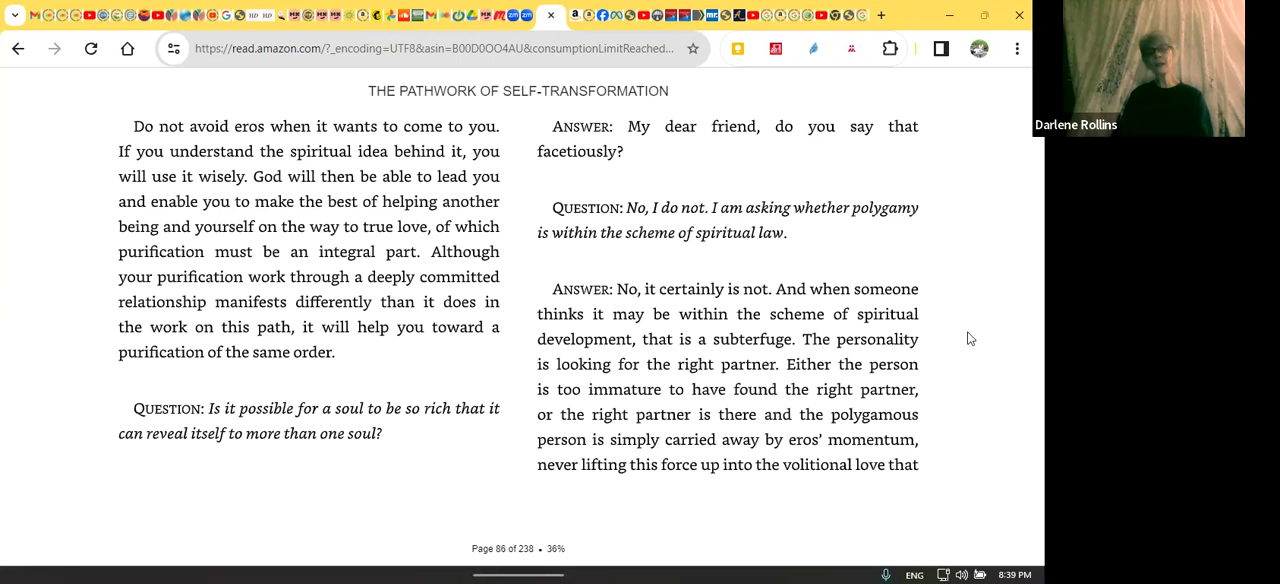 https://read.amazon.com/?_encoding=UTF8&asin=B00D0OO4AU&consumptionLimitReached...
THE PATHWORK OF SELF-TRANSFORMATION
Do not avoid eros when it wants to come to you.
If you understand the spiritual idea behind it, you
will use it wisely. God will then be able to lead you
and enable you to make the best of helping another
being and yourself on the way to true love, of which
purification must be an integral part. Although
your purification work through a deeply committed
relationship manifests differently than it does in
the work on this path, it will help you toward a
purification of the same order.
QUESTION: Is it possible for a soul to be so rich that it
can reveal itself to more than one soul?
ANSWER: My dear friend, do you say that
facetiously?
QUESTION: No, I do not. I am asking whether polygamy
is within the scheme of spiritual law.
ANSWER: No, it certainly is not. And when someone
thinks it may be within the scheme of spiritual
development, that is a subterfuge. The personality
is looking for the right partner. Either the person
is too immature to have found the right partner,
or the right partner is there and the polygamous
person is simply carried away by eros' momentum,
never lifting this force up into the volitional love that
Page 86 of 238 • 36%
Darlene Rollins
ENG
8:39 PM